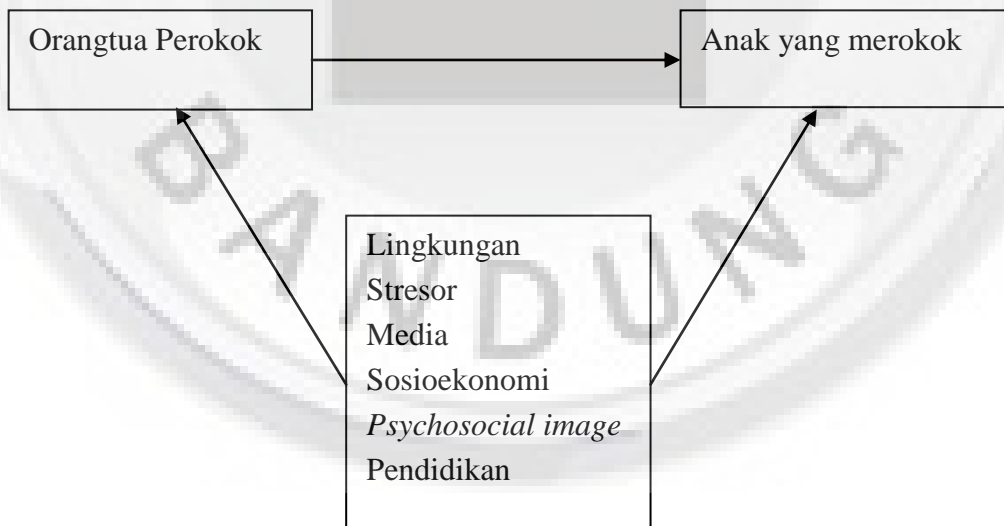 Orangtua Perokok
Anak yang merokok
BANDUNG
Lingkungan
Stresor
Media
Sosioekonomi
Psychosocial image
Pendidikan